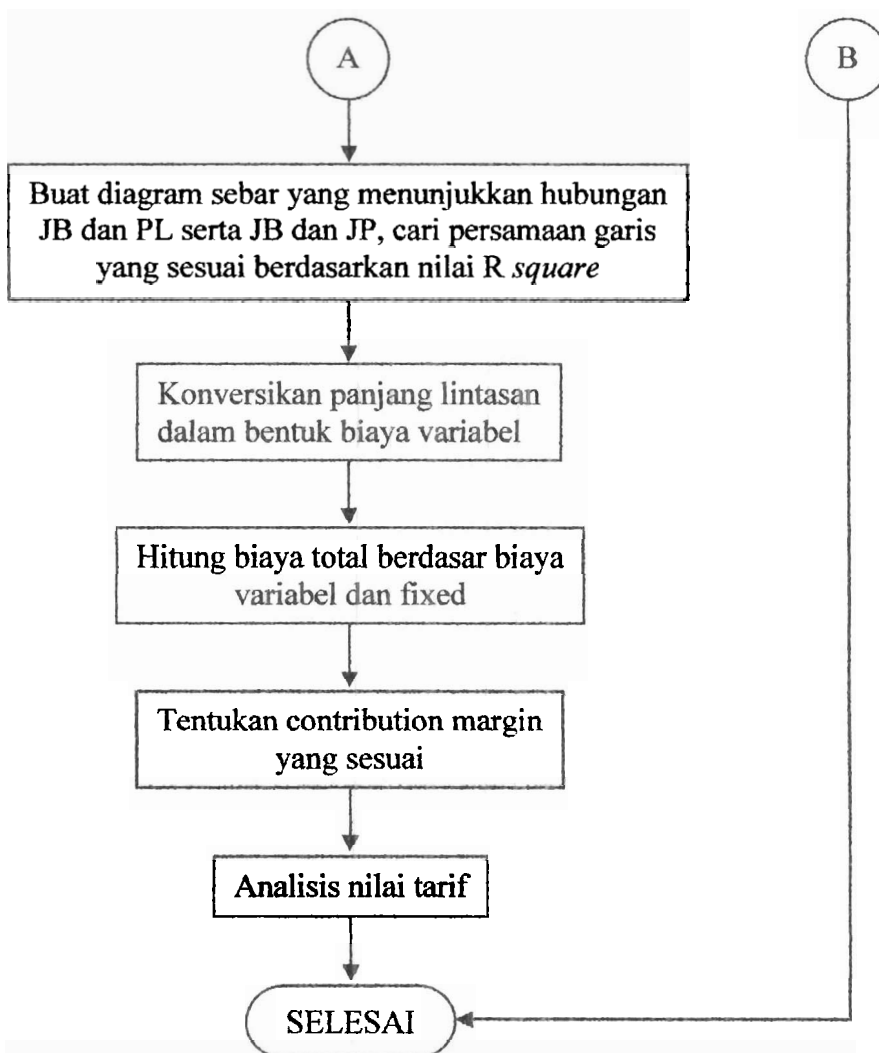 A
B
Buat diagram sebar yang menunjukkan hubungan
JB dan PL serta JB dan JP, cari persamaan garis
yang sesuai berdasarkan nilai R square
Konversikan panjang lintasan
dalam bentuk biaya variabel
Hitung biaya total berdasar biaya
variabel dan fixed
Tentukan contribution margin
yang sesuai
Analisis nilai tarif
SELESAI